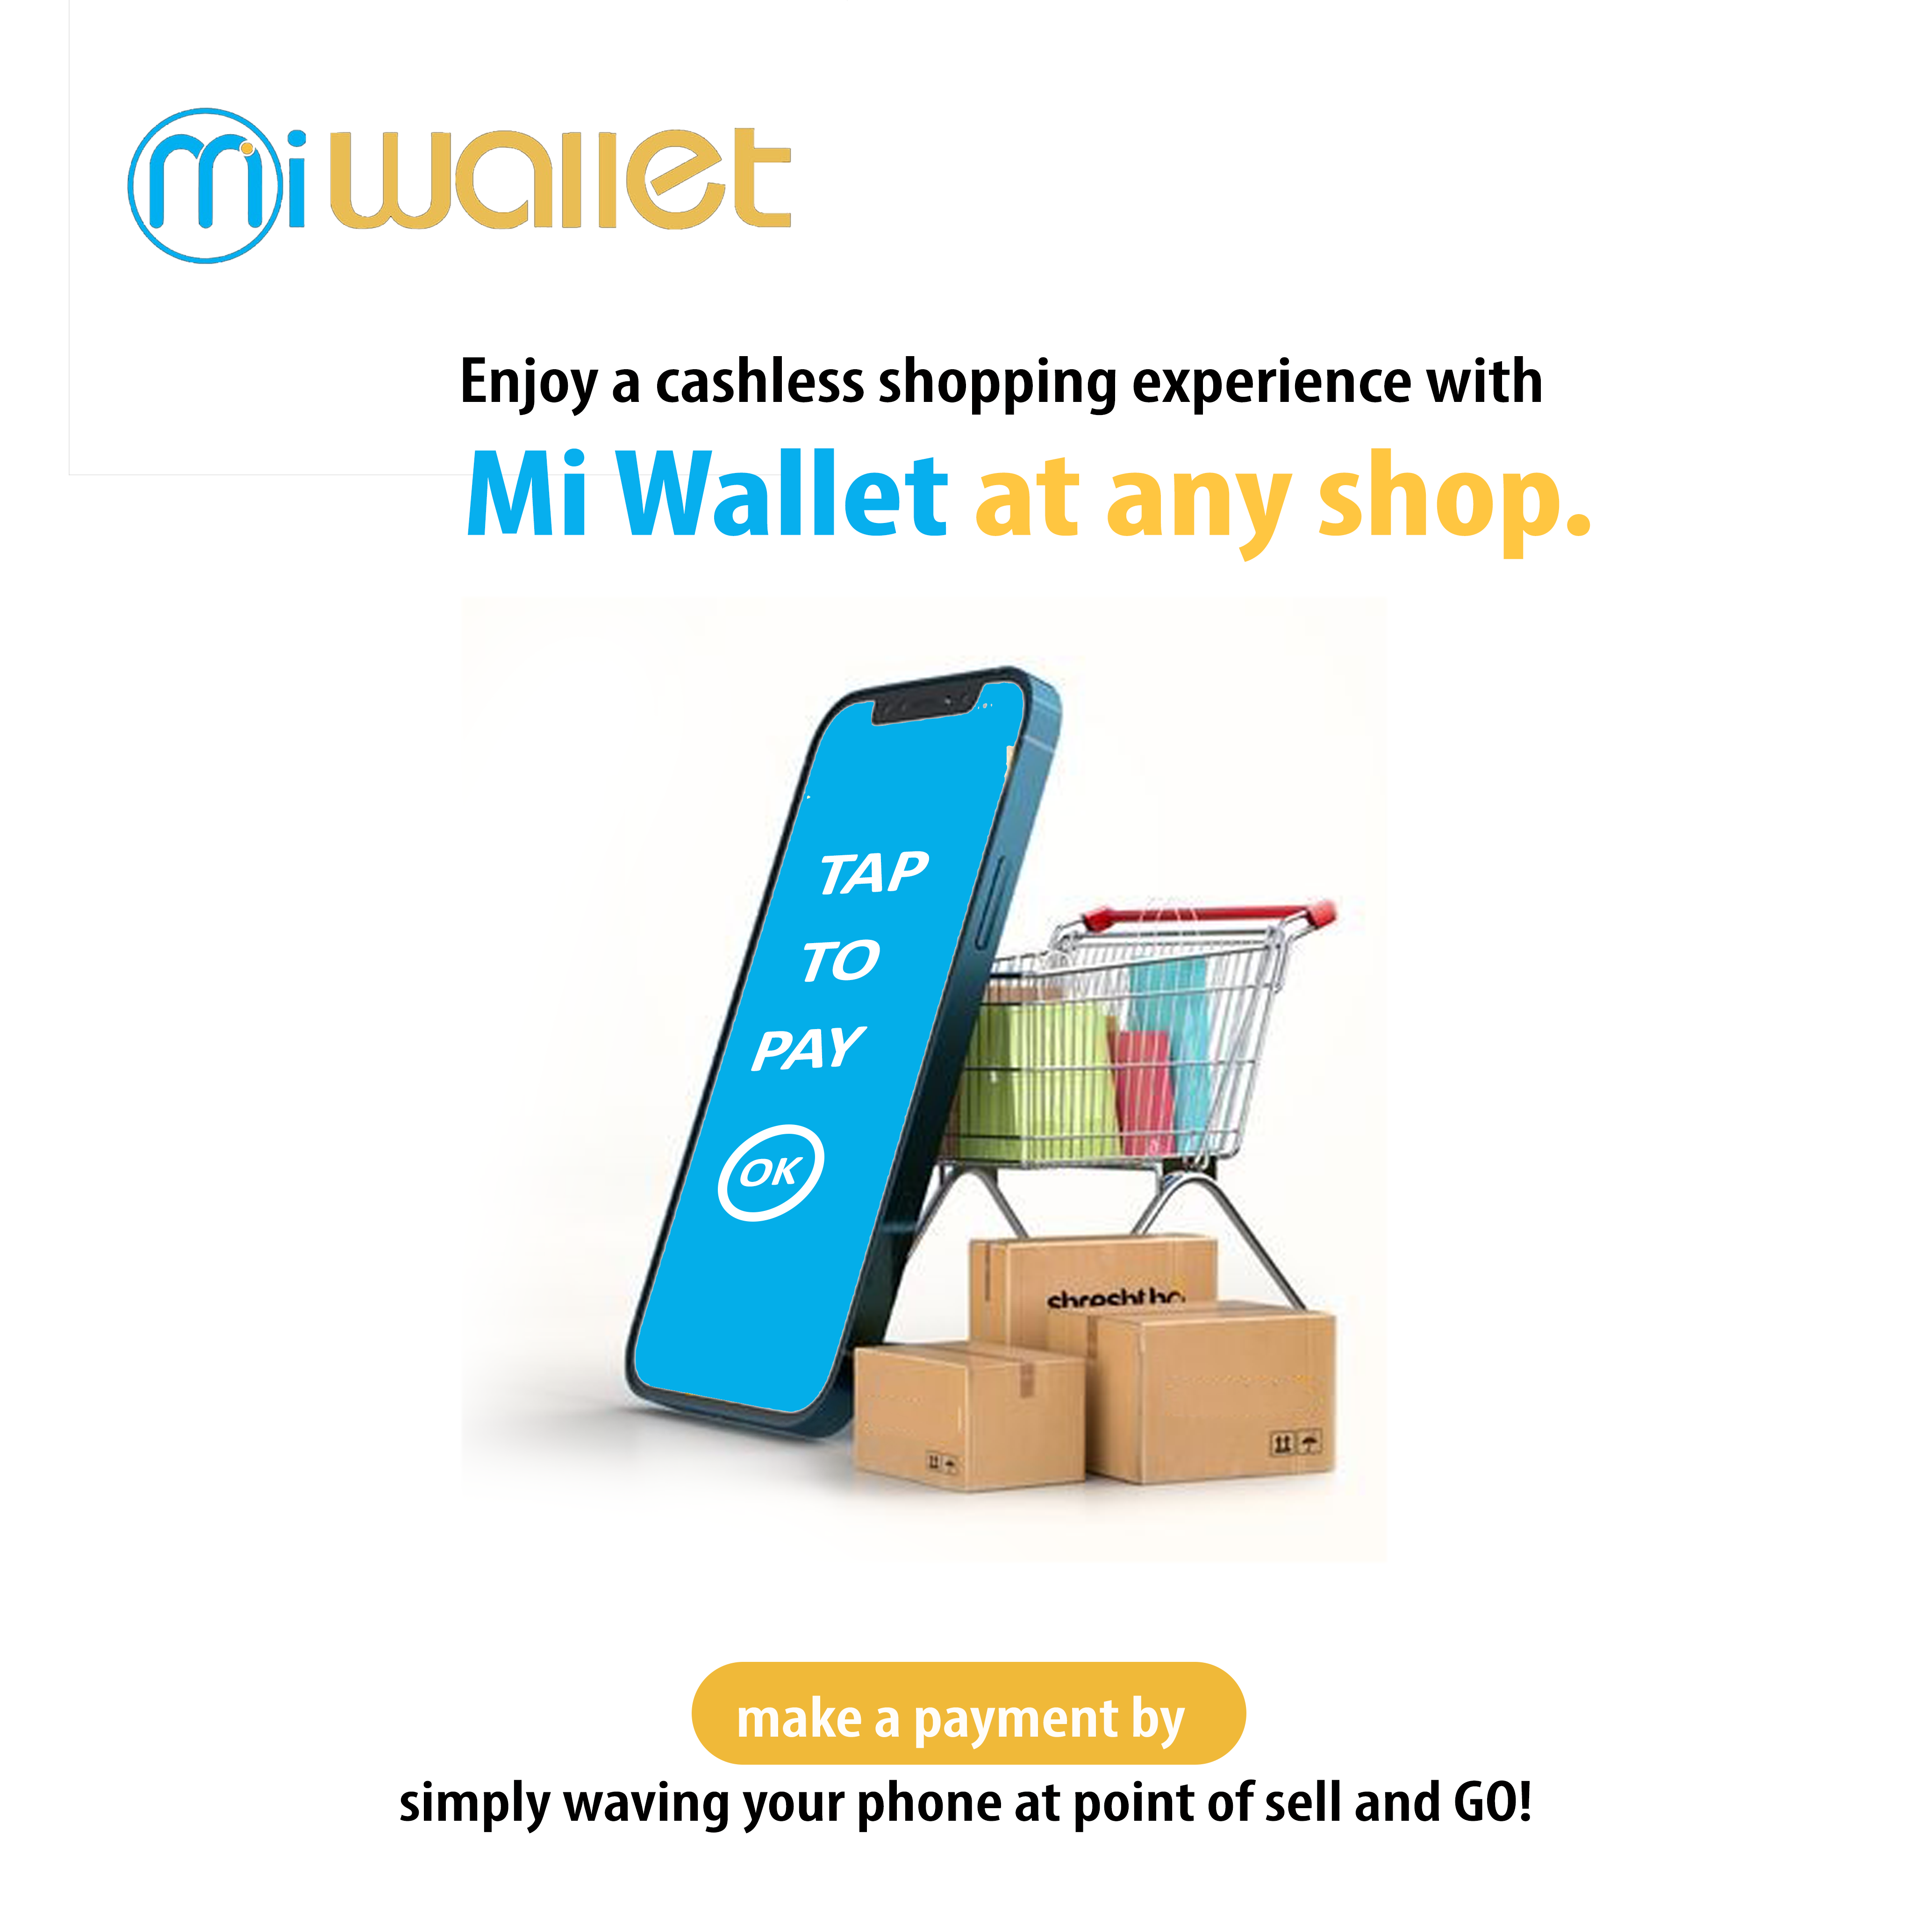 mi wallet
Enjoy a cashless shopping experience with
Mi Wallet at any shop.
TAP
TO
PAY
OK
make a payment by
simply waving your phone at point of sell and GO!